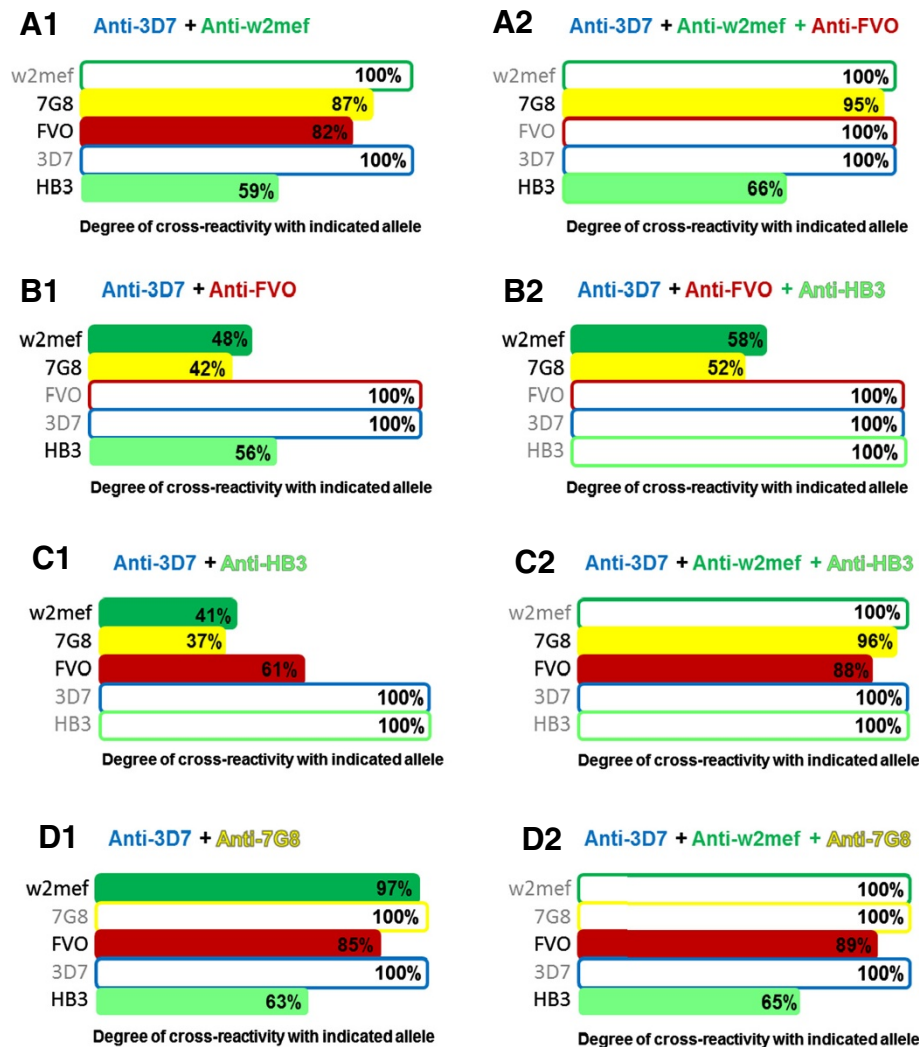 A1 Anti-3D7 + Anti-w2mef
w2mef 100%
7G8 87%
FVO 82%
3D7 100%
HB3 59%
Degree of cross-reactivity with indicated allele
A2 Anti-3D7 + Anti-w2mef + Anti-FVO
w2mef 100%
7G8 95%
FVO 100%
3D7 100%
HB3 66%
Degree of cross-reactivity with indicated allele
B1 Anti-3D7 + Anti-FVO
w2mef 48%
7G8 42%
FVO 100%
3D7 100%
HB3 56%
Degree of cross-reactivity with indicated allele
B2 Anti-3D7 + Anti-FVO + Anti-HB3
w2mef 58%
7G8 52%
FVO 100%
3D7 100%
HB3 100%
Degree of cross-reactivity with indicated allele
C1 Anti-3D7 + Anti-HB3
w2mef 41%
7G8 37%
FVO 61%
3D7 100%
HB3 100%
Degree of cross-reactivity with indicated allele
C2 Anti-3D7 + Anti-w2mef + Anti-HB3
w2mef 100%
7G8 96%
FVO 88%
3D7 100%
HB3 100%
Degree of cross-reactivity with indicated allele
D1 Anti-3D7 + Anti-7G8
w2mef 97%
7G8 100%
FVO 85%
3D7 100%
HB3 63%
Degree of cross-reactivity with indicated allele
D2 Anti-3D7 + Anti-w2mef + Anti-7G8
w2mef 100%
7G8 100%
FVO 89%
3D7 100%
HB3 65%
Degree of cross-reactivity with indicated allele